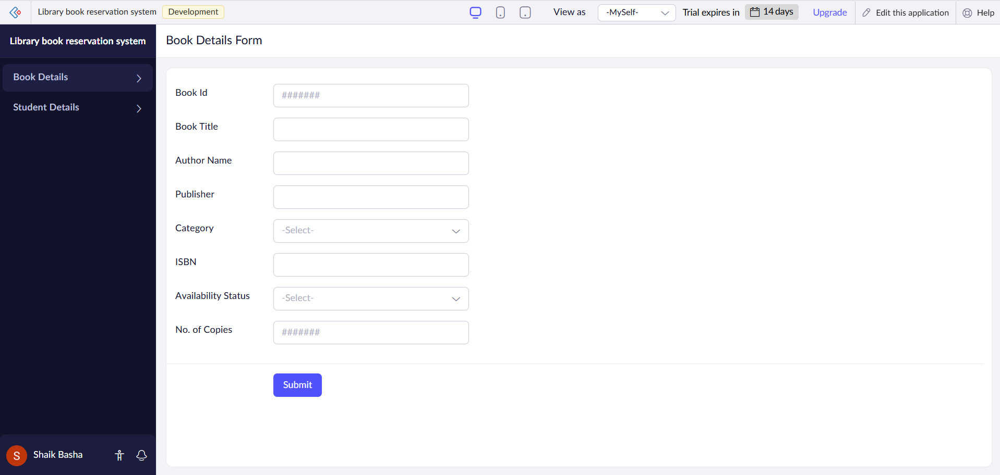 Library book reservation system Development View as -MySelf- Trial expires in 14 days Upgrade Edit this application Help
Library book reservation system
Book Details
Student Details
Book Details Form
Book Id #######
Book Title
Author Name
Publisher
Category -Select-
ISBN
Availability Status -Select-
No. of Copies #######
Submit
S Shaik Basha